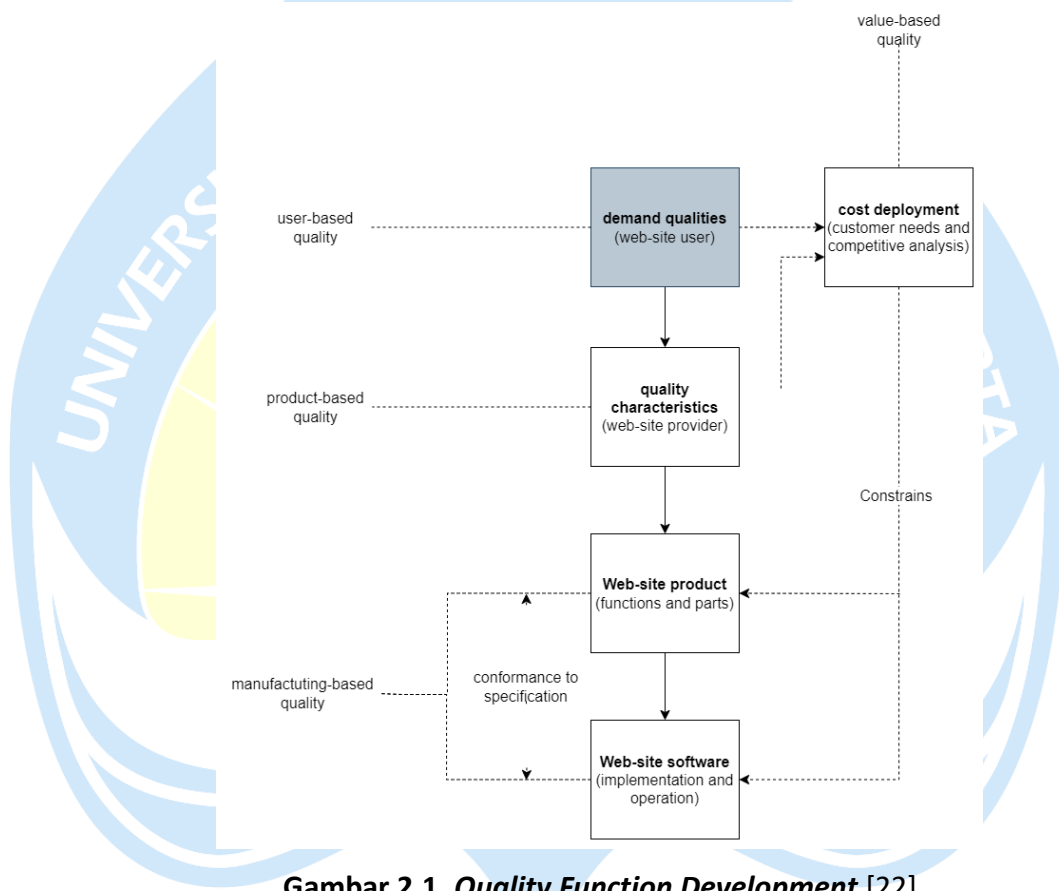 value-based
quality
user-based
quality
demand qualities
(web-site user)
cost deployment
(customer needs and
competitive analysis)
product-based
quality
quality
characteristics
(web-site provider)
Constrains
Web-site product
(functions and parts)
manufactuting-based
quality
conformance to
specification
Web-site software
(implementation and
operation)
Gambar 2.1. Quality Function Development [22]